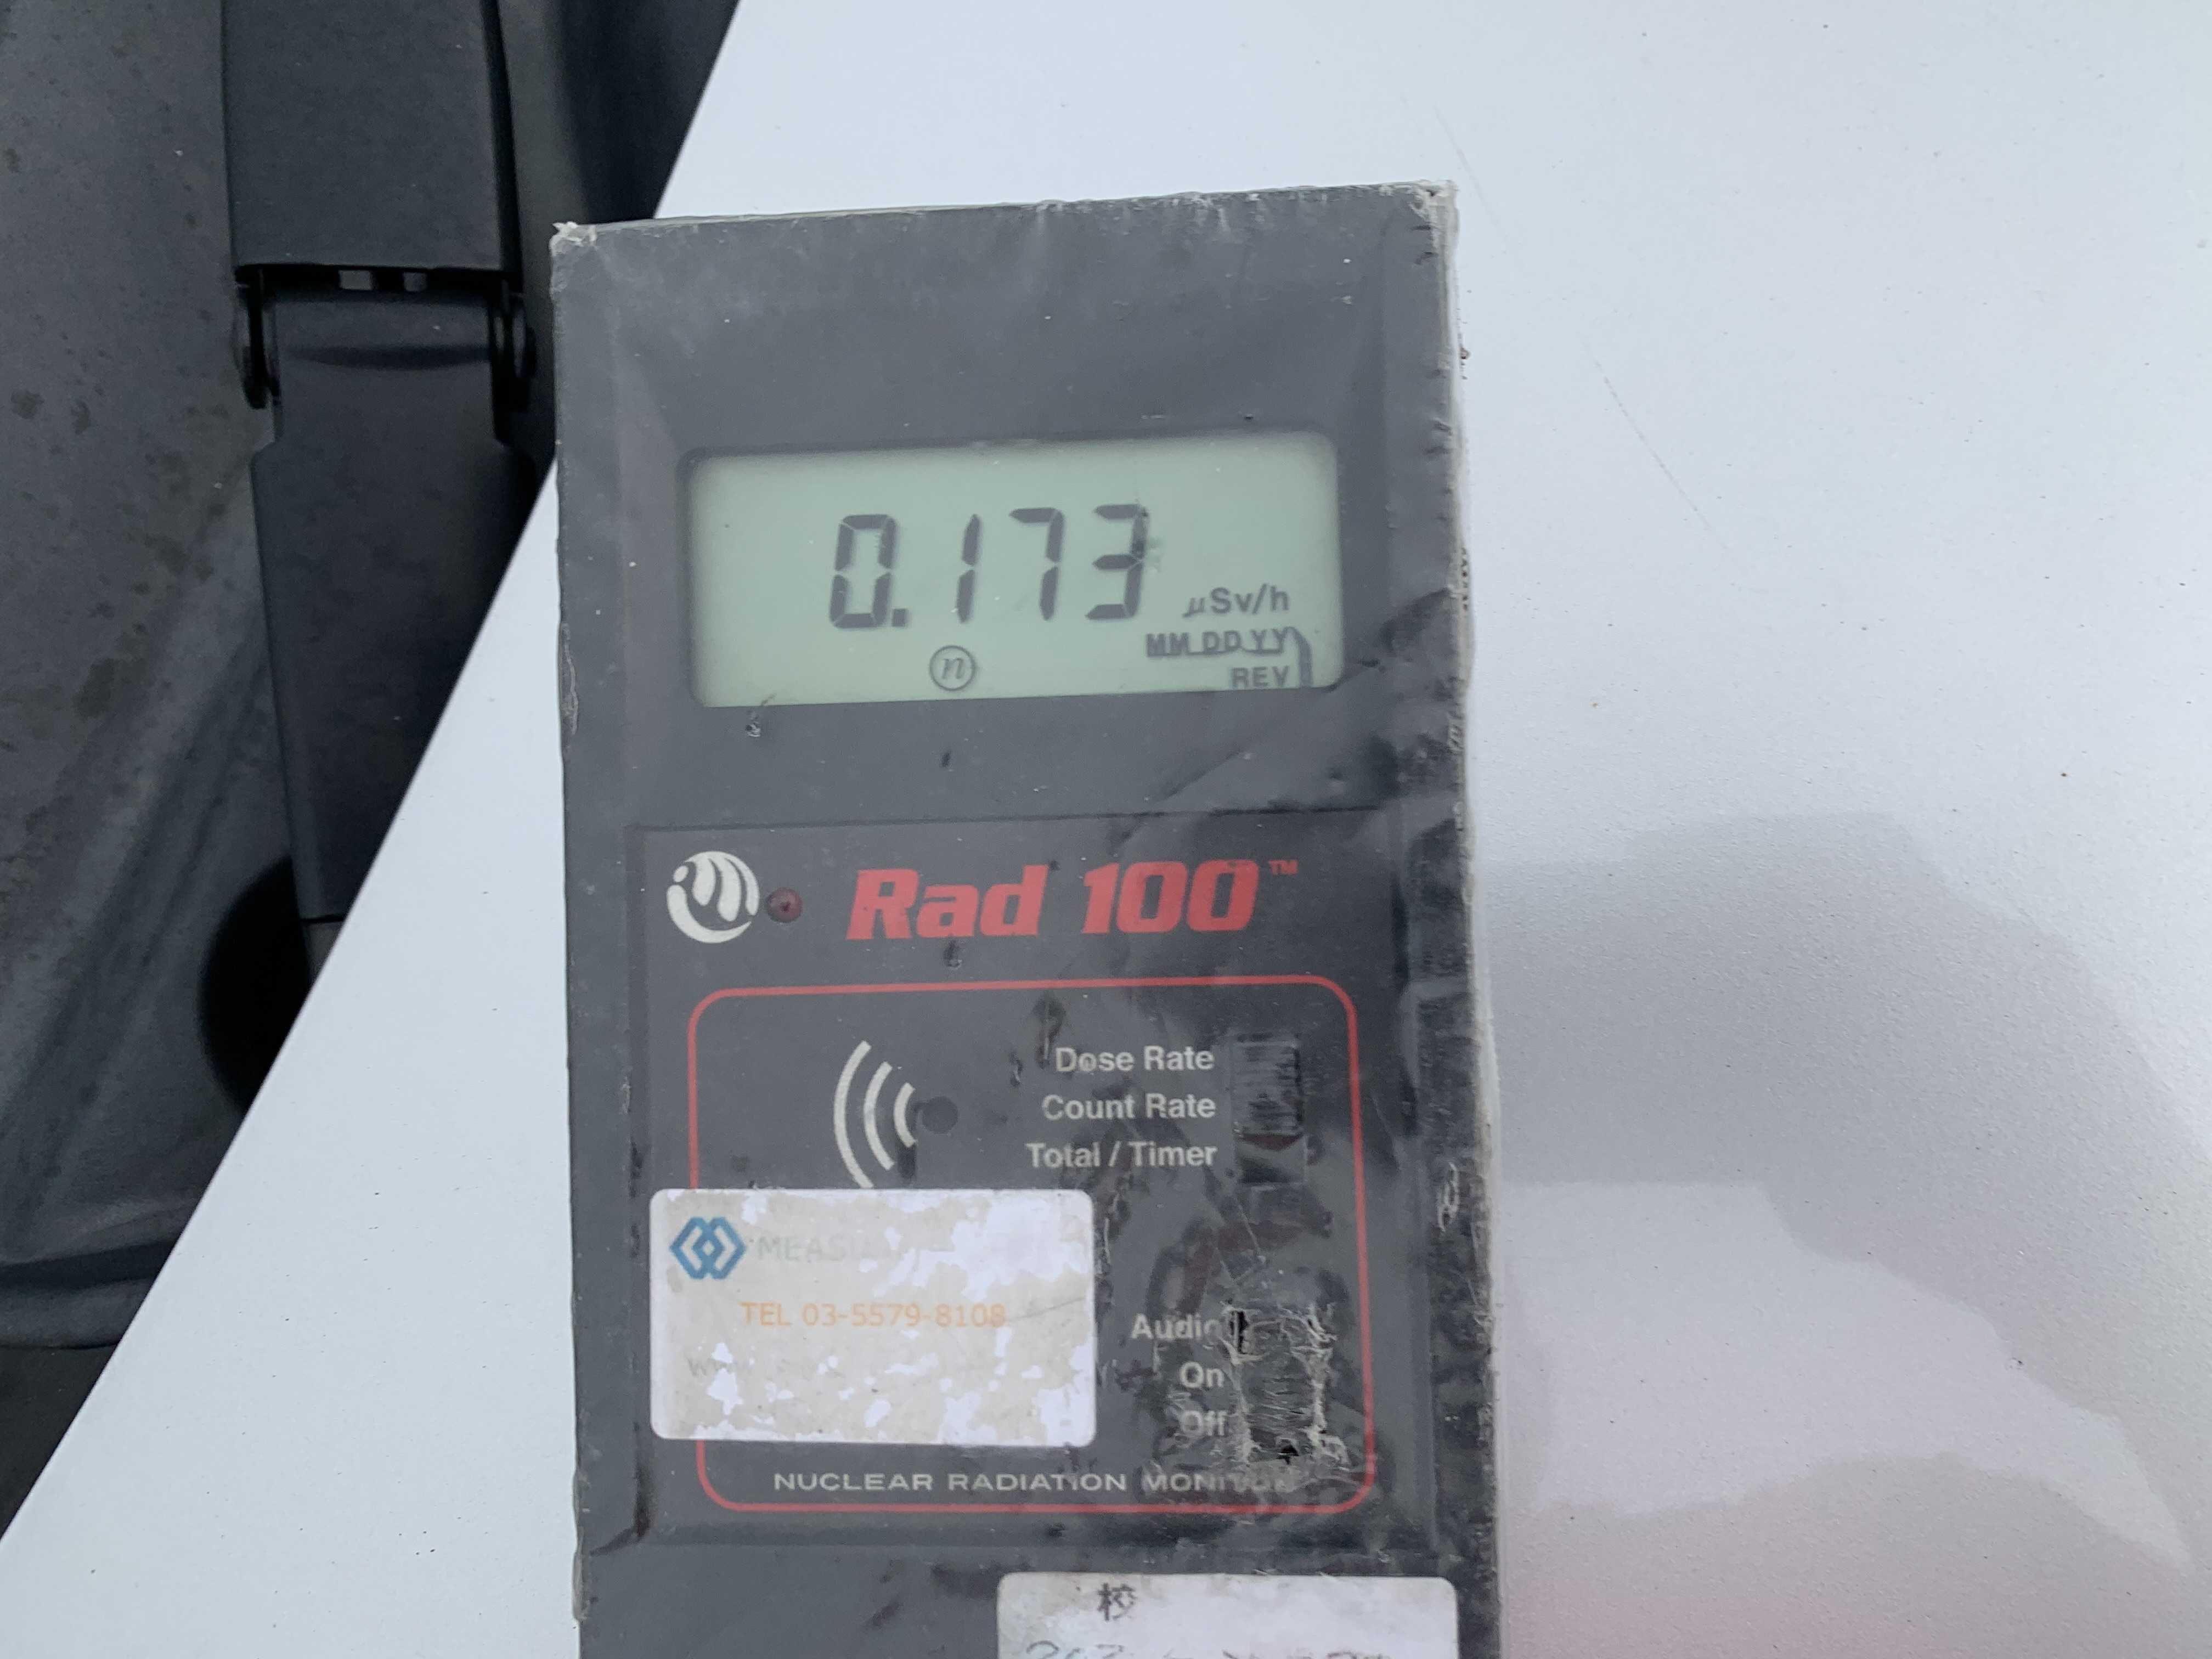 0.173
µSv/h
MM DD YY
n
REV
Rad 100™
Dose Rate
Count Rate
Total / Timer
TEL 03-5579-8108
Audio
On
Off
NUCLEAR RADIATION MONITOR
校